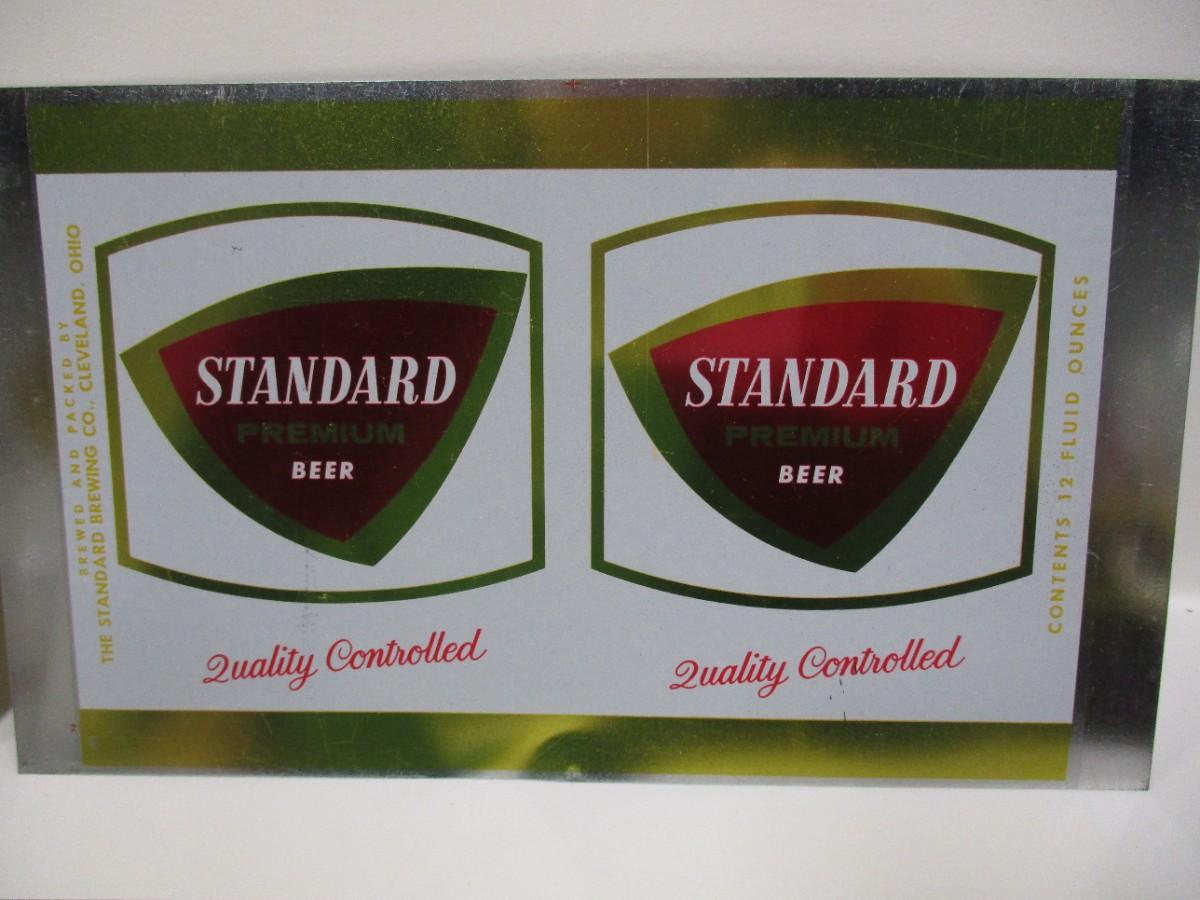 BREWED AND PACKED BY
THE STANDARD BREWING CO., CLEVELAND, OHIO
STANDARD
PREMIUM
BEER
Quality Controlled
STANDARD
PREMIUM
BEER
Quality Controlled
CONTENTS 12 FLUID OUNCES